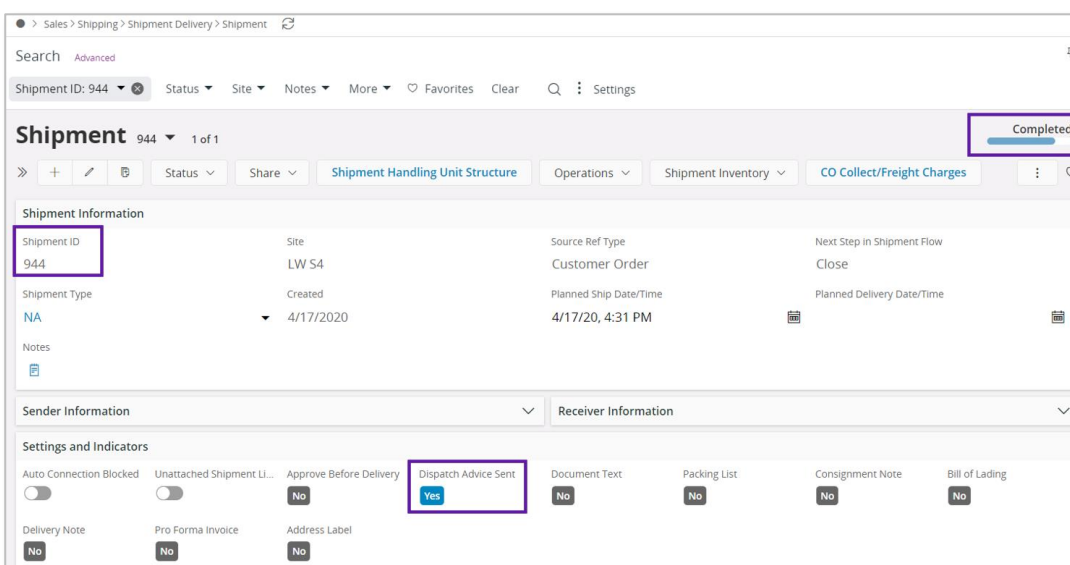 Sales > Shipping > Shipment Delivery > Shipment
Search Advanced
Shipment ID: 944 Status Site Notes More Favorites Clear Settings
Shipment 944 1 of 1 Completed
Status Share Shipment Handling Unit Structure Operations Shipment Inventory CO Collect/Freight Charges
Shipment Information
Shipment ID Site Source Ref Type Next Step in Shipment Flow
944 LW S4 Customer Order Close
Shipment Type Created Planned Ship Date/Time Planned Delivery Date/Time
NA 4/17/2020 4/17/20, 4:31 PM
Notes
Sender Information Receiver Information
Settings and Indicators
Auto Connection Blocked Unattached Shipment Li... Approve Before Delivery Dispatch Advice Sent Document Text Packing List Consignment Note Bill of Lading
No Yes No No No No
Delivery Note Pro Forma Invoice Address Label
No No No